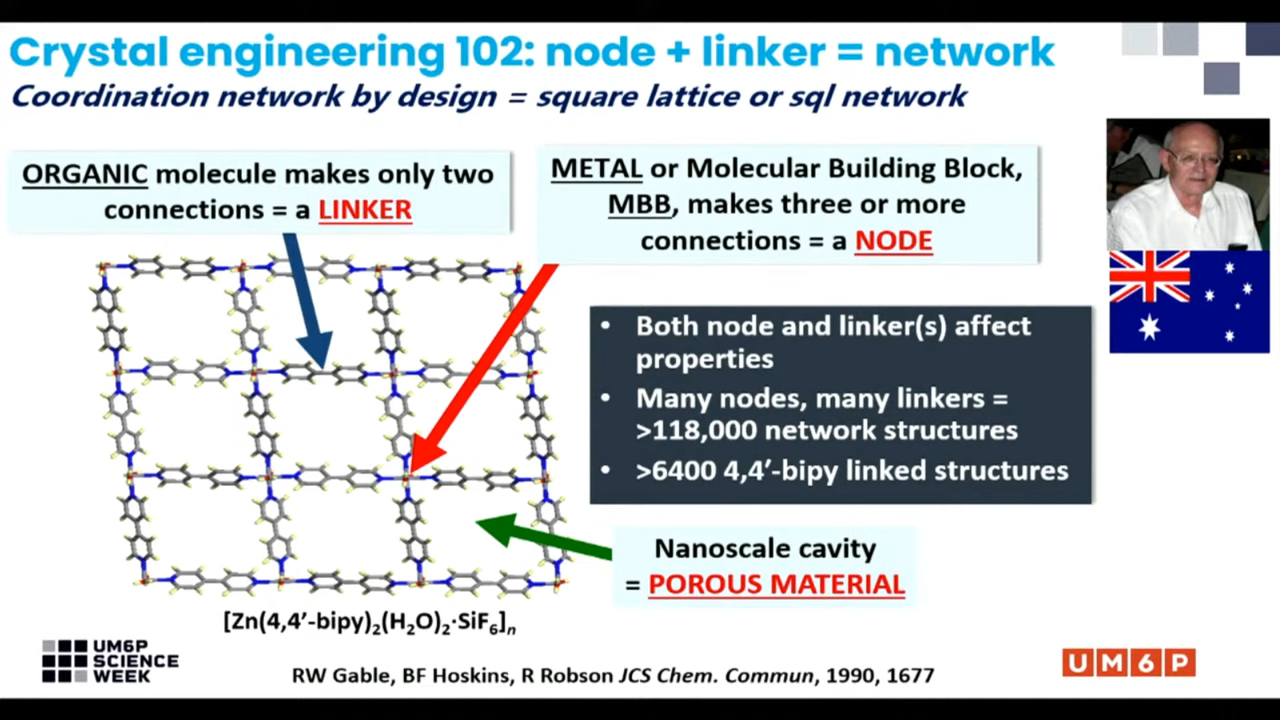 Crystal engineering 102: node + linker = network
Coordination network by design = square lattice or sql network
ORGANIC molecule makes only two
connections = a LINKER
METAL or Molecular Building Block,
MBB, makes three or more
connections = a NODE
• Both node and linker(s) affect
properties
• Many nodes, many linkers =
>118,000 network structures
• >6400 4,4′-bipy linked structures
Nanoscale cavity
= POROUS MATERIAL
[Zn(4,4′-bipy)₂(H₂O)₂·SiF₆]ₙ
UM6P
SCIENCE
WEEK
RW Gable, BF Hoskins, R Robson JCS Chem. Commun, 1990, 1677
UM6P